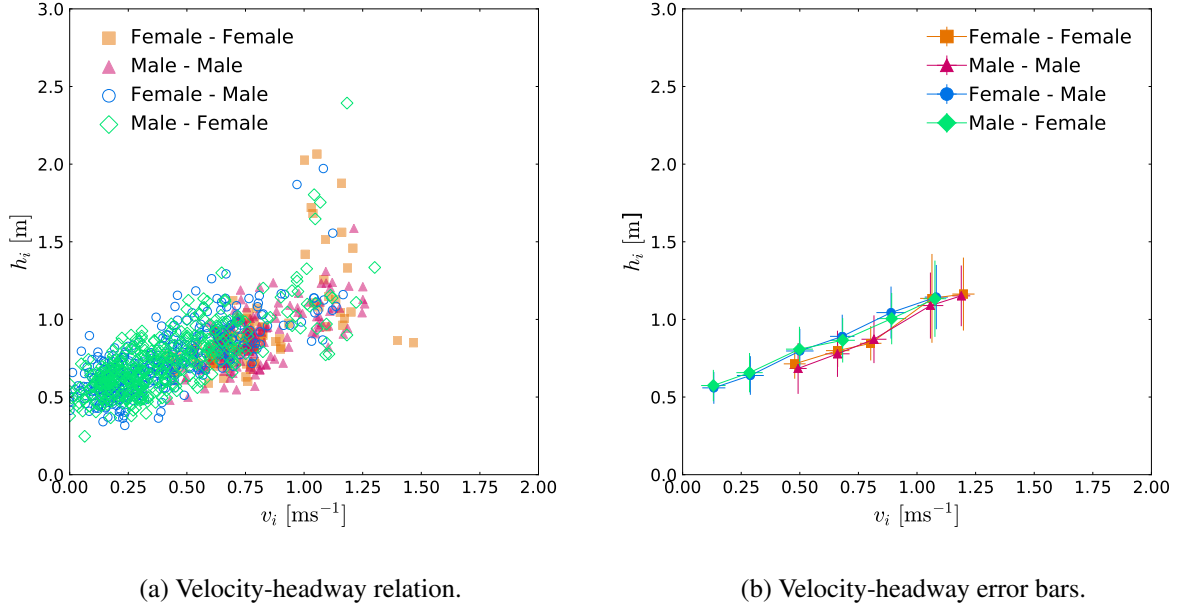 3.0
2.5
2.0
1.5
1.0
0.5
0.0
h_i [m]
Female - Female
Male - Male
Female - Male
Male - Female
0.00 0.25 0.50 0.75 1.00 1.25 1.50 1.75 2.00
v_i [ms⁻¹]
(a) Velocity-headway relation.
3.0
2.5
2.0
1.5
1.0
0.5
0.0
h_i [m]
Female - Female
Male - Male
Female - Male
Male - Female
0.00 0.25 0.50 0.75 1.00 1.25 1.50 1.75 2.00
v_i [ms⁻¹]
(b) Velocity-headway error bars.